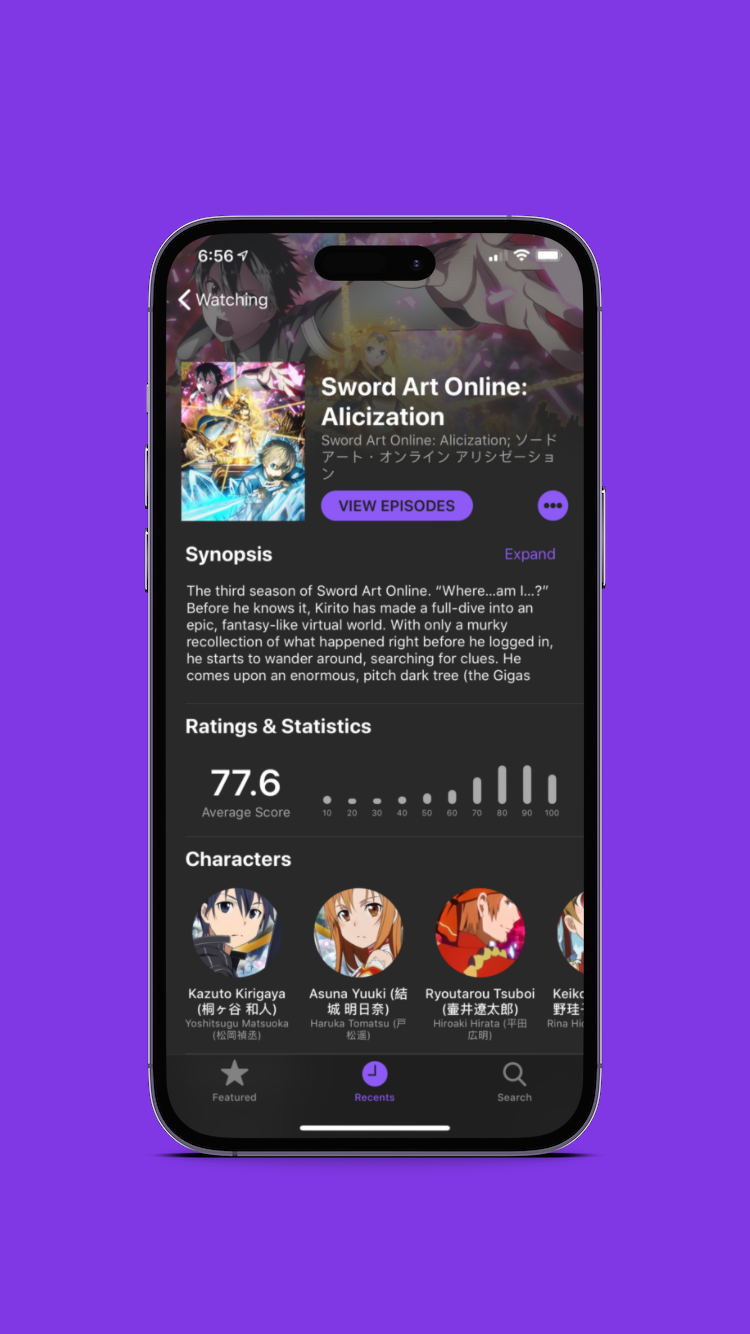 6:56
Watching
Sword Art Online:
Alicization
Sword Art Online: Alicization; ソード
アート・オンライン アリシゼーショ
ン
VIEW EPISODES
Synopsis
Expand
The third season of Sword Art Online. “Where...am I...?”
Before he knows it, Kirito has made a full-dive into an
epic, fantasy-like virtual world. With only a murky
recollection of what happened right before he logged in,
he starts to wander around, searching for clues. He
comes upon an enormous, pitch dark tree (the Gigas
Ratings & Statistics
77.6
Average Score
10 20 30 40 50 60 70 80 90 100
Characters
Kazuto Kirigaya
(桐ヶ谷 和人)
Yoshitsugu Matsuoka
(松岡禎丞)
Asuna Yuuki (結
城 明日奈)
Haruka Tomatsu (戸
松遥)
Ryoutarou Tsuboi
(壷井遼太郎)
Hiroaki Hirata (平田
広明)
Keiko
野珪
Rina Hi
Featured
Recents
Search